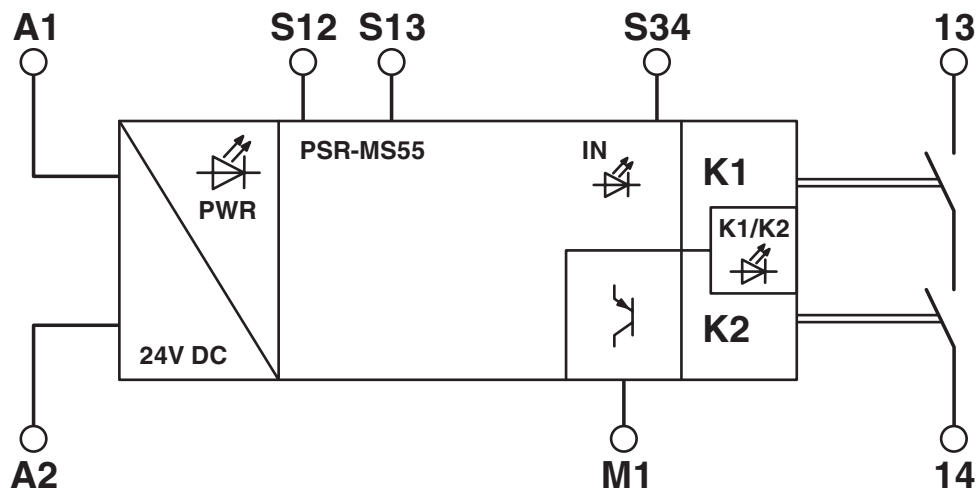 A1 S12 S13 S34 13
PSR-MS55 IN
K1
PWR
K1/K2
K2
24V DC
A2 M1 14